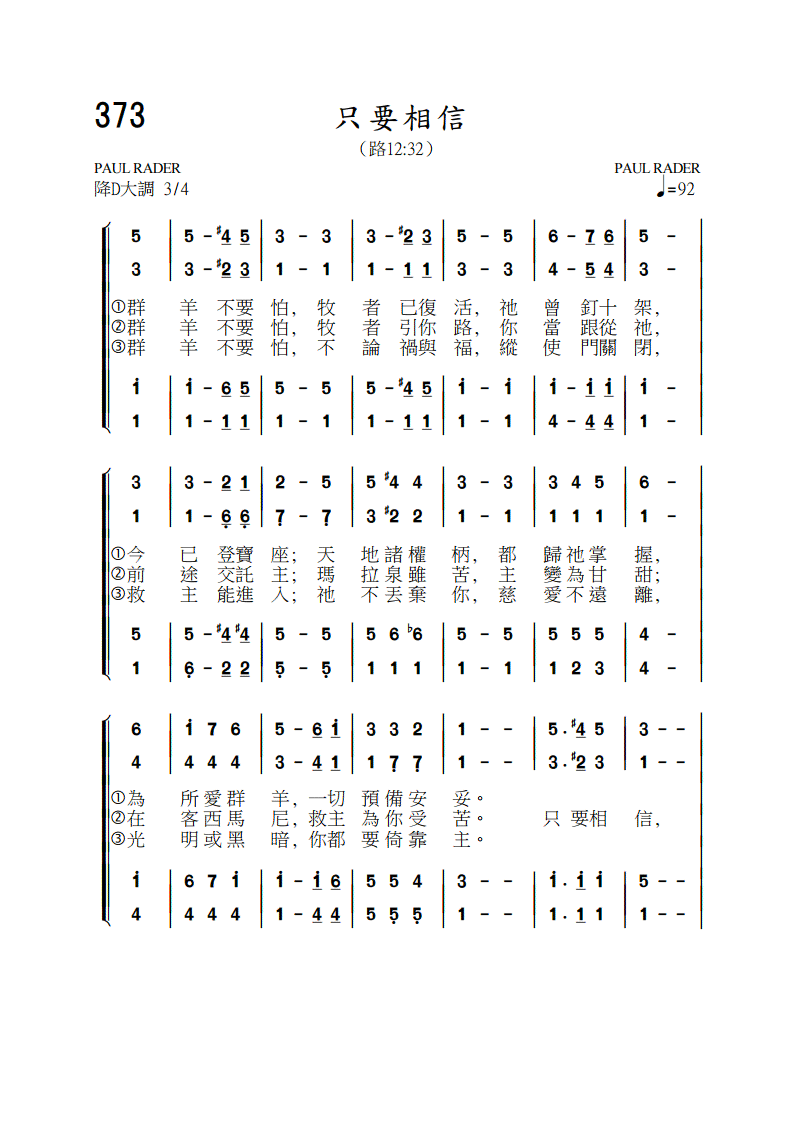 373
只要相信
（路12:32）
PAUL RADER PAUL RADER
降D大調 3/4 ♩=92
5 | 5 - ♯4 5 | 3 - 3 | 3 - ♯2 3 | 5 - 5 | 6 - 7 6 | 5 - |
3 | 3 - ♯2 3 | 1 - 1 | 1 - 1 1 | 3 - 3 | 4 - 5 4 | 3 - |
①群 羊 不要 怕，牧 者 已復 活，祂 曾 釘十 架，
②群 羊 不要 怕，牧 者 引你 路，你 當 跟從 祂，
③群 羊 不要 怕，不 論 禍與 福，縱 使 門關 閉，
i | i - 6 5 | 5 - 5 | 5 - ♯4 5 | i - i | i - i i | i - |
1 | 1 - 1 1 | 1 - 1 | 1 - 1 1 | 1 - 1 | 4 - 4 4 | 1 - |
3 | 3 - 2 1 | 2 - 5 | 5 ♯4 4 | 3 - 3 | 3 4 5 | 6 - |
1 | 1 - 6̣ 6̣ | 7̣ - 7̣ | 3 ♯2 2 | 1 - 1 | 1 1 1 | 1 - |
①今 已 登寶 座；天 地 諸 權 柄，都 歸 祂 掌 握，
②前 途 交託 主；瑪 拉 泉 雖 苦，主 變 為 甘 甜；
③救 主 能進 入；祂 不 丟 棄 你，慈 愛 不 遠 離，
5 | 5 - ♯4 ♯4 | 5 - 5 | 5 6 ♭6 | 5 - 5 | 5 5 5 | 4 - |
1 | 6̣ - 2 2 | 5̣ - 5̣ | 1 1 1 | 1 - 1 | 1 2 3 | 4 - |
6 | i 7 6 | 5 - 6 i | 3 3 2 | 1 - - | 5 . ♯4 5 | 3 - - |
4 | 4 4 4 | 3 - 4 1 | 1 7̣ 7̣ | 1 - - | 3 . ♯2 3 | 1 - - |
①為 所 愛 群 羊，一切 預 備 安 妥。
②在 客 西 馬 尼，救主 為 你 受 苦。 只 要相 信，
③光 明 或 黑 暗，你都 要 倚 靠 主。
i | 6 7 i | i - i 6 | 5 5 4 | 3 - - | i . i i | 5 - - |
4 | 4 4 4 | 1 - 4 4 | 5 5̣ 5̣ | 1 - - | 1 . 1 1 | 1 - - |